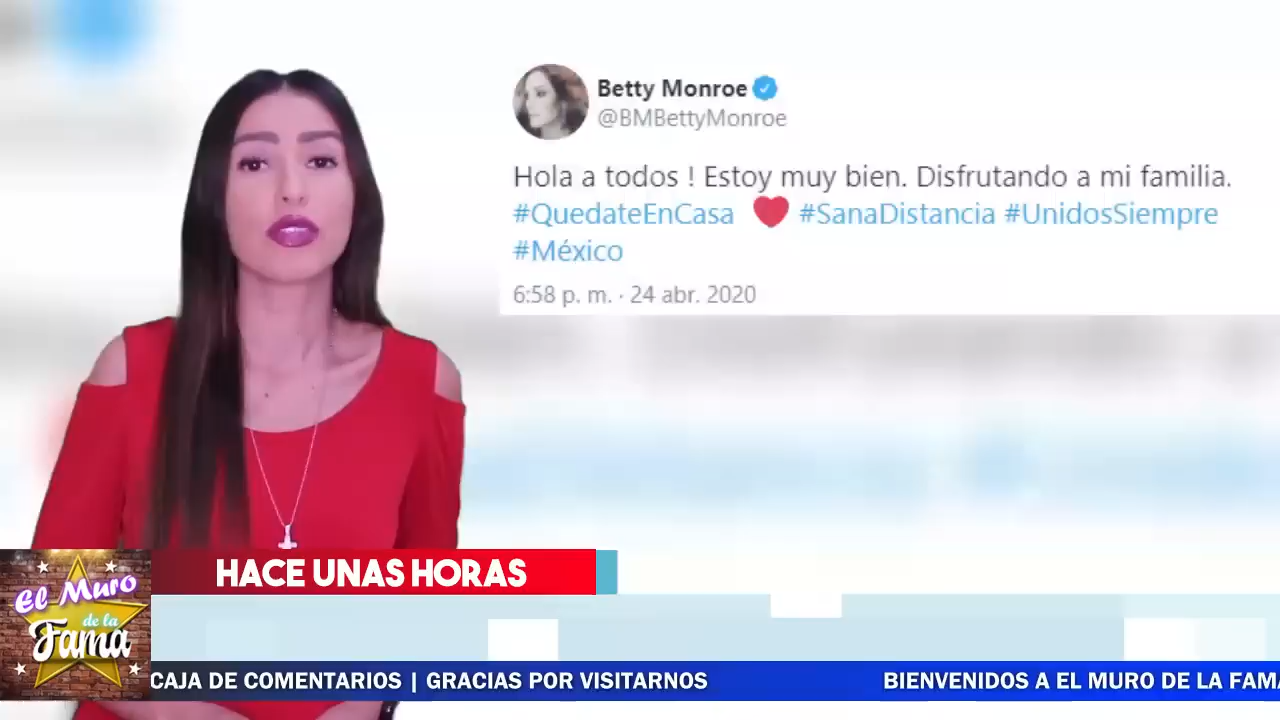 Betty Monroe
@BMBettyMonroe
Hola a todos ! Estoy muy bien. Disfrutando a mi familia.
#QuedateEnCasa ❤ #SanaDistancia #UnidosSiempre
#México
6:58 p. m. · 24 abr. 2020
HACE UNAS HORAS
El Muro
de la
Fama
CAJA DE COMENTARIOS | GRACIAS POR VISITARNOS
BIENVENIDOS A EL MURO DE LA FAMA